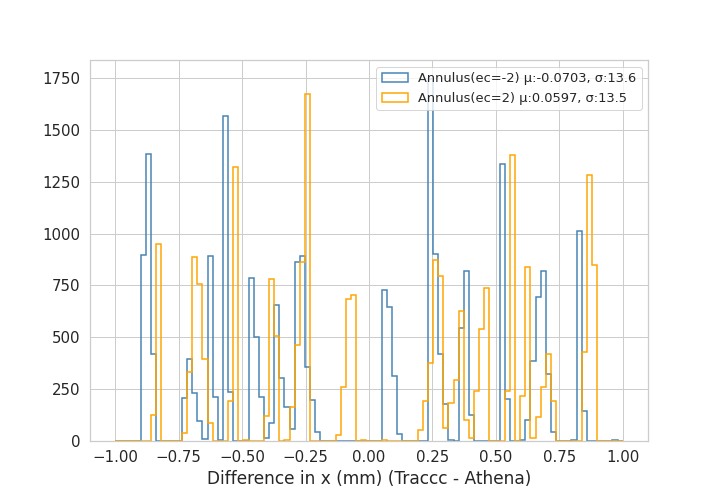 Annulus(ec=-2) μ:-0.0703, σ:13.6
Annulus(ec=2) μ:0.0597, σ:13.5
1750
1500
1250
1000
750
500
250
0
−1.00 −0.75 −0.50 −0.25 0.00 0.25 0.50 0.75 1.00
Difference in x (mm) (Traccc - Athena)